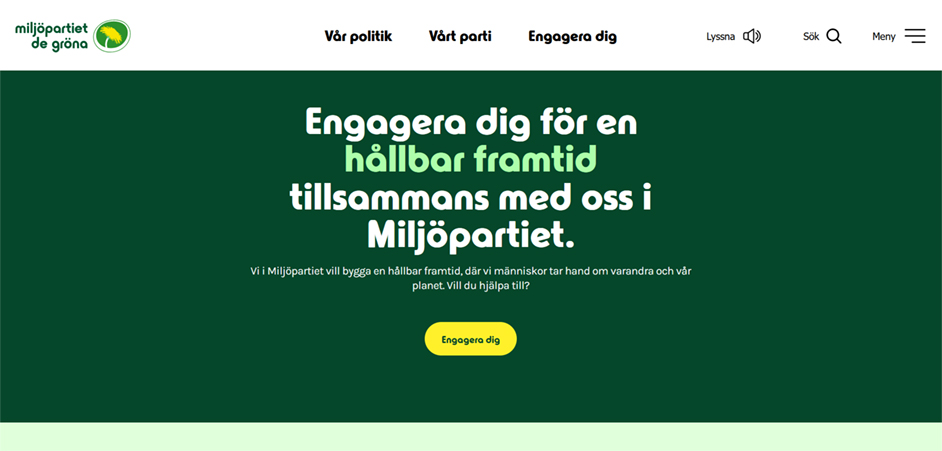 miljöpartiet
de gröna
Vår politik
Vårt parti
Engagera dig
Lyssna
Sök
Meny
Engagera dig för en
hållbar framtid
tillsammans med oss i
Miljöpartiet.
Vi i Miljöpartiet vill bygga en hållbar framtid, där vi människor tar hand om varandra och vår
planet. Vill du hjälpa till?
Engagera dig